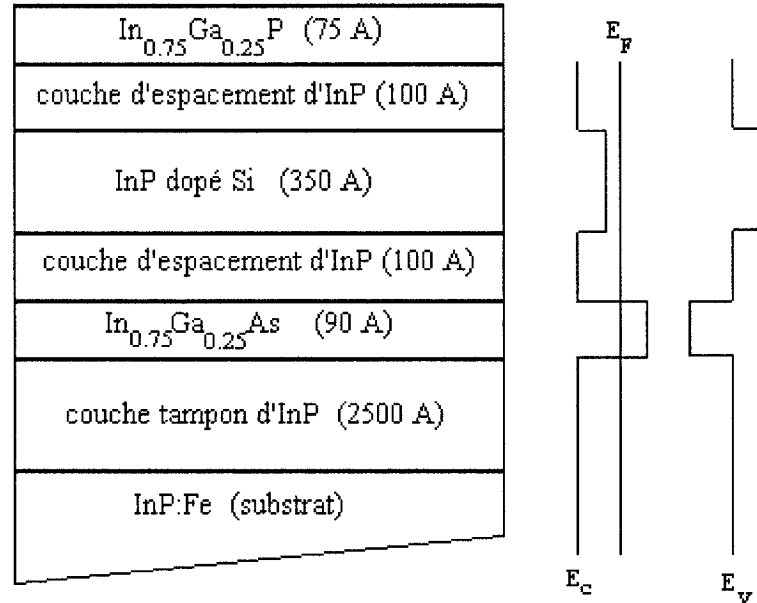 In0.75Ga0.25P (75 A)
couche d'espacement d'InP (100 A)
InP dopé Si (350 A)
couche d'espacement d'InP (100 A)
In0.75Ga0.25As (90 A)
couche tampon d'InP (2500 A)
InP:Fe (substrat)
EF
EC
EV